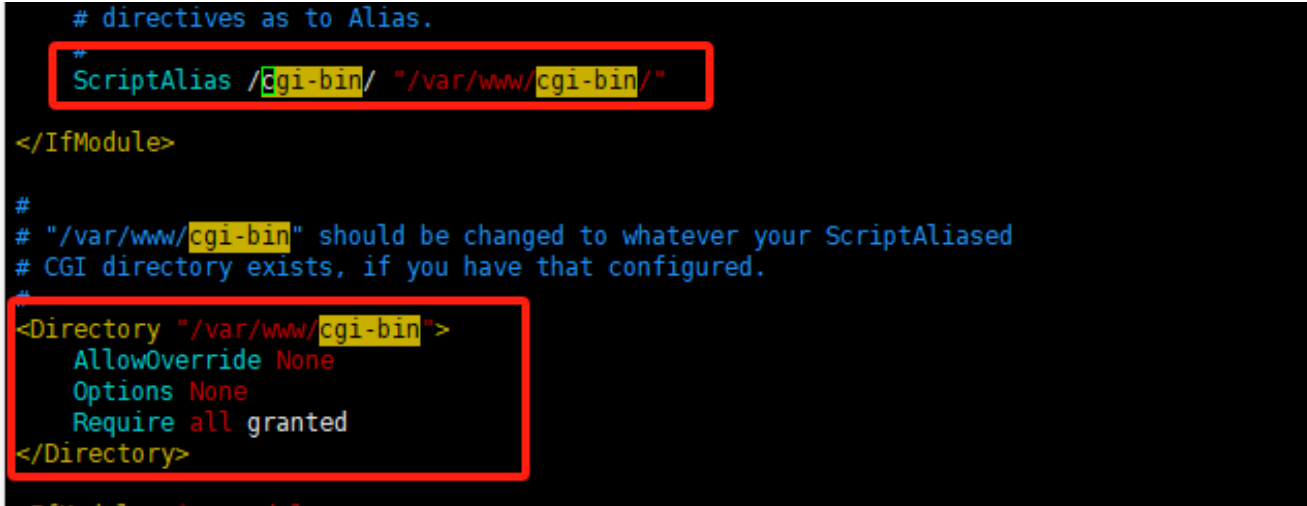 # directives as to Alias.
#
ScriptAlias /cgi-bin/ "/var/www/cgi-bin/"
</IfModule>
#
# "/var/www/cgi-bin" should be changed to whatever your ScriptAliased
# CGI directory exists, if you have that configured.
#
<Directory "/var/www/cgi-bin">
AllowOverride None
Options None
Require all granted
</Directory>